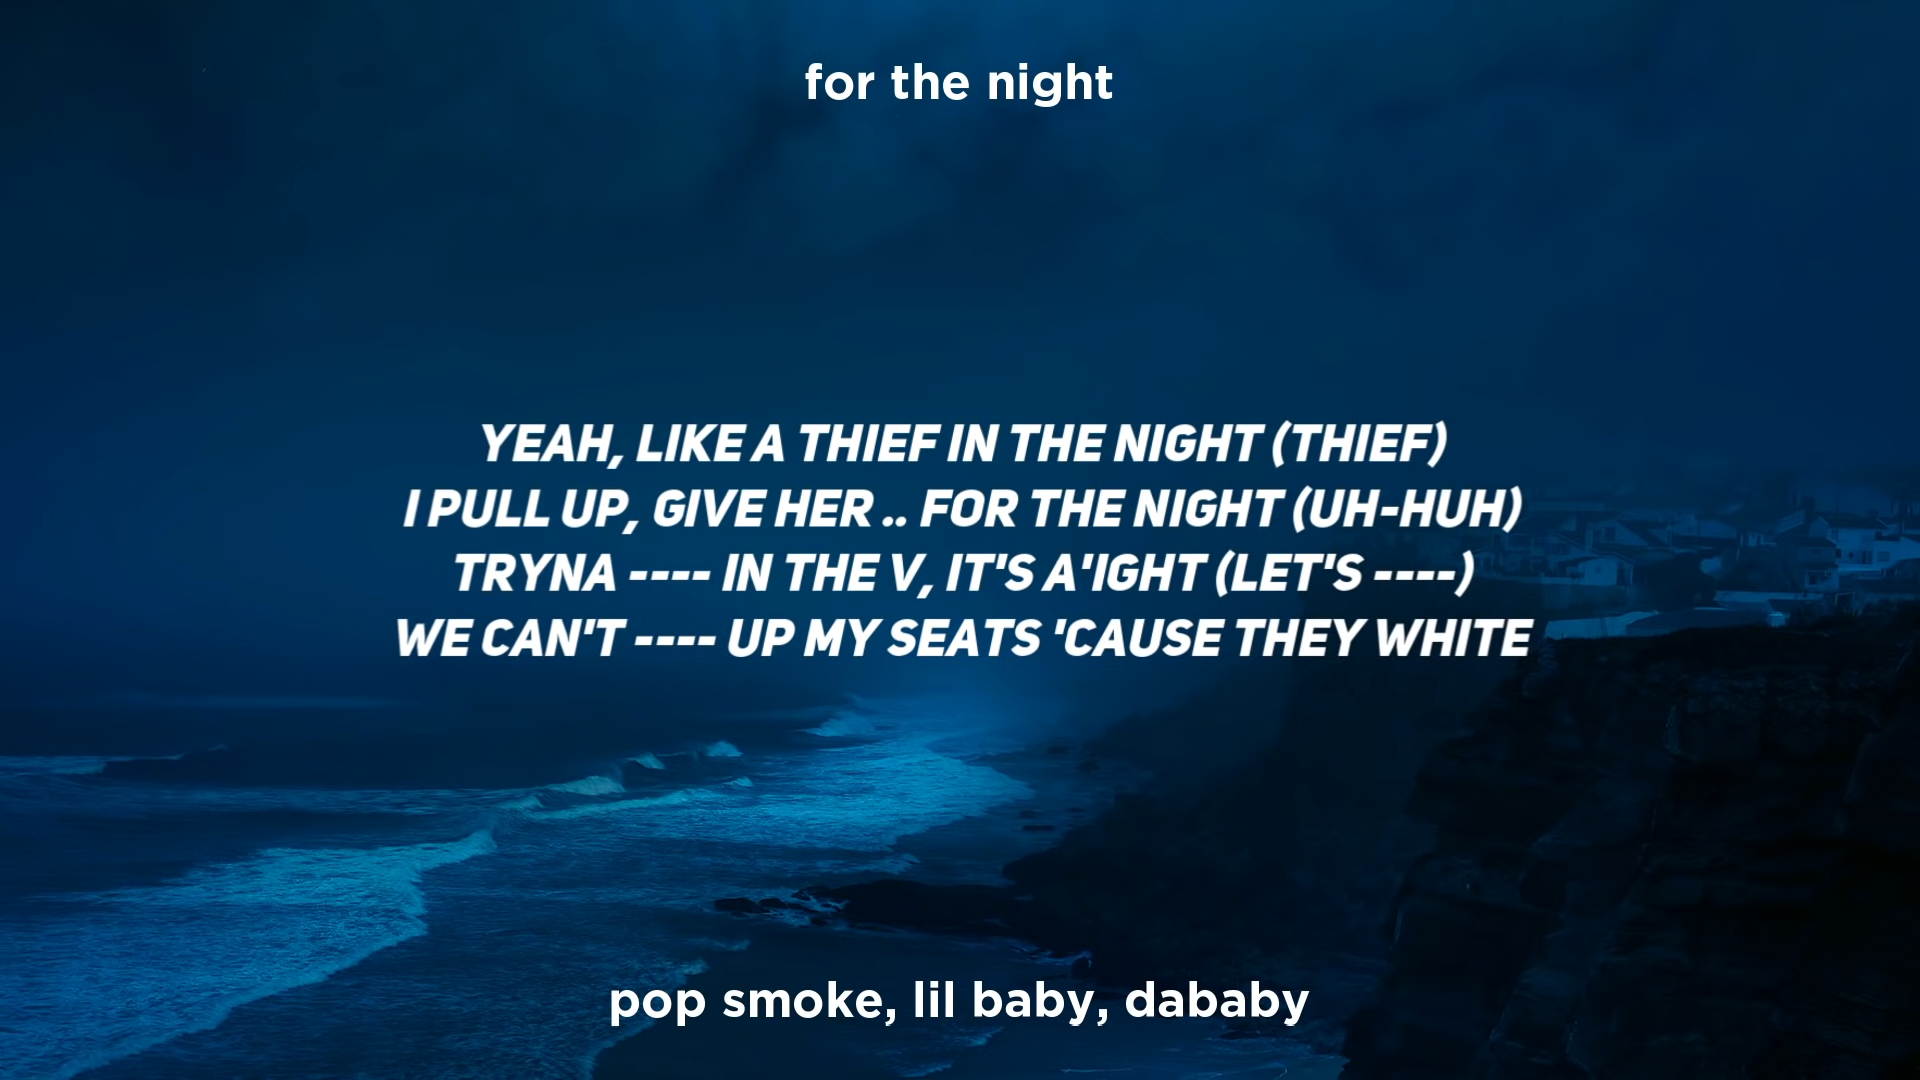 for the night
YEAH, LIKE A THIEF IN THE NIGHT (THIEF)
I PULL UP, GIVE HER .. FOR THE NIGHT (UH-HUH)
TRYNA ---- IN THE V, IT'S A'IGHT (LET'S ----)
WE CAN'T ---- UP MY SEATS 'CAUSE THEY WHITE
pop smoke, lil baby, dababy